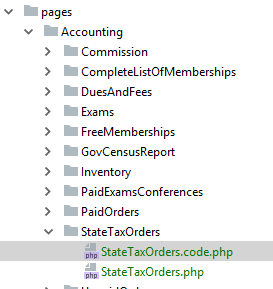 pages
Accounting
Commission
CompleteListOfMemberships
DuesAndFees
Exams
FreeMemberships
GovCensusReport
Inventory
PaidExamsConferences
PaidOrders
StateTaxOrders
php StateTaxOrders.code.php
php StateTaxOrders.php